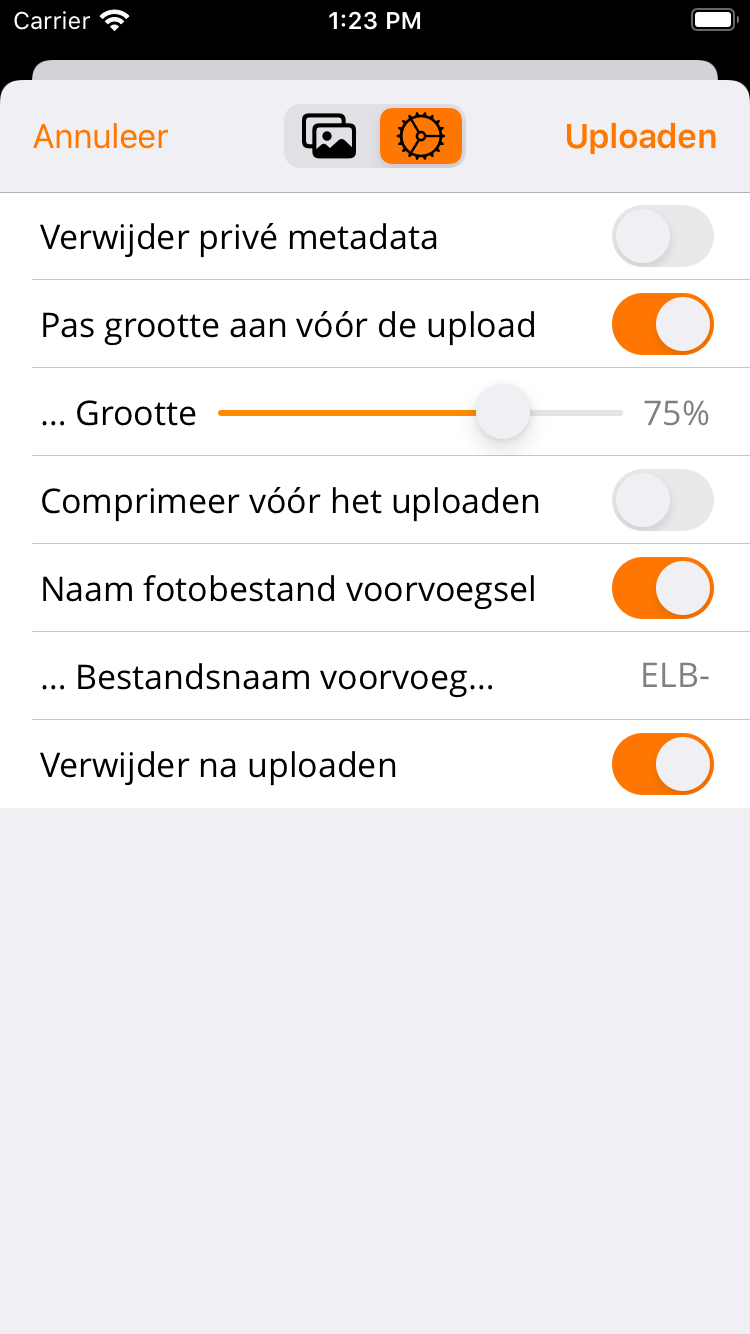 Carrier 1:23 PM
Annuleer Uploaden
Verwijder privé metadata
Pas grootte aan vóór de upload
... Grootte 75%
Comprimeer vóór het uploaden
Naam fotobestand voorvoegsel
... Bestandsnaam voorvoeg... ELB-
Verwijder na uploaden